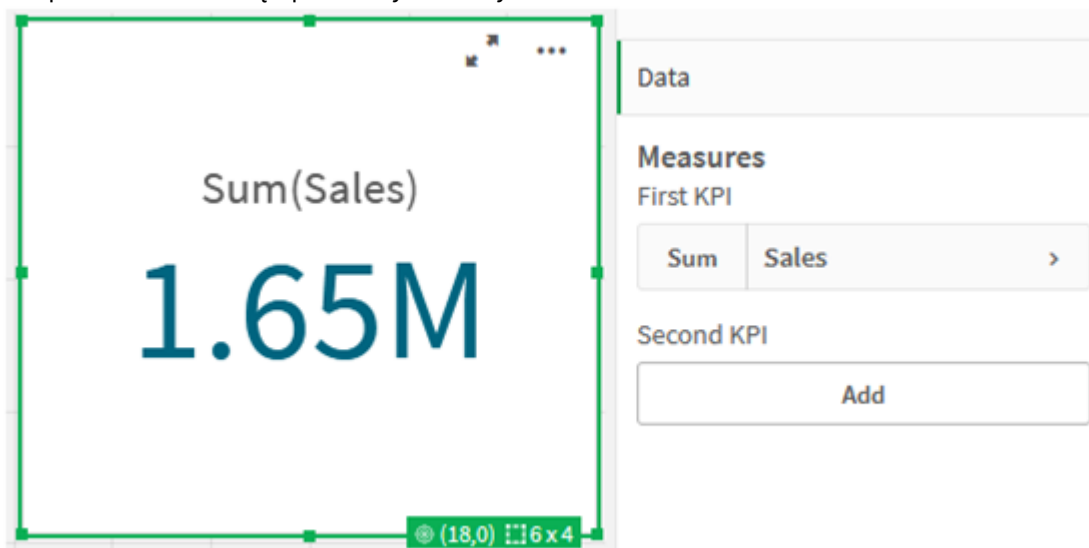 Sum(Sales)
1.65M
(18,0) 6 x 4
Data
Measures
First KPI
Sum Sales
Second KPI
Add